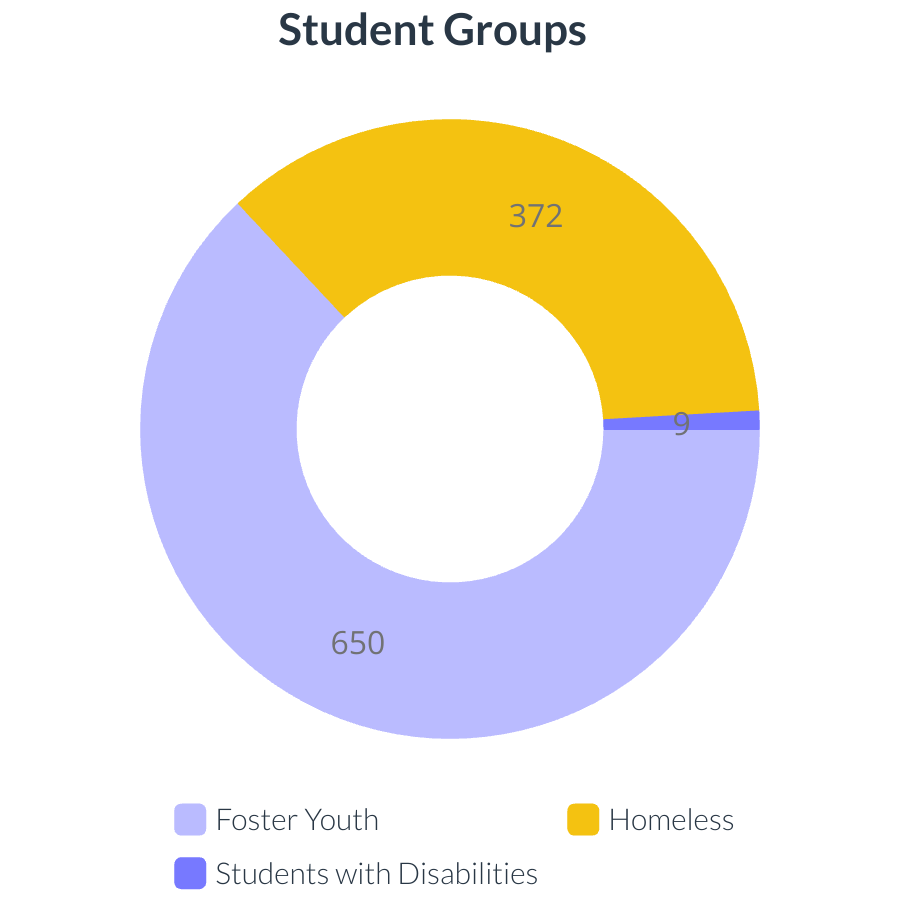 Student Groups
372
9
650
Foster Youth
Homeless
Students with Disabilities